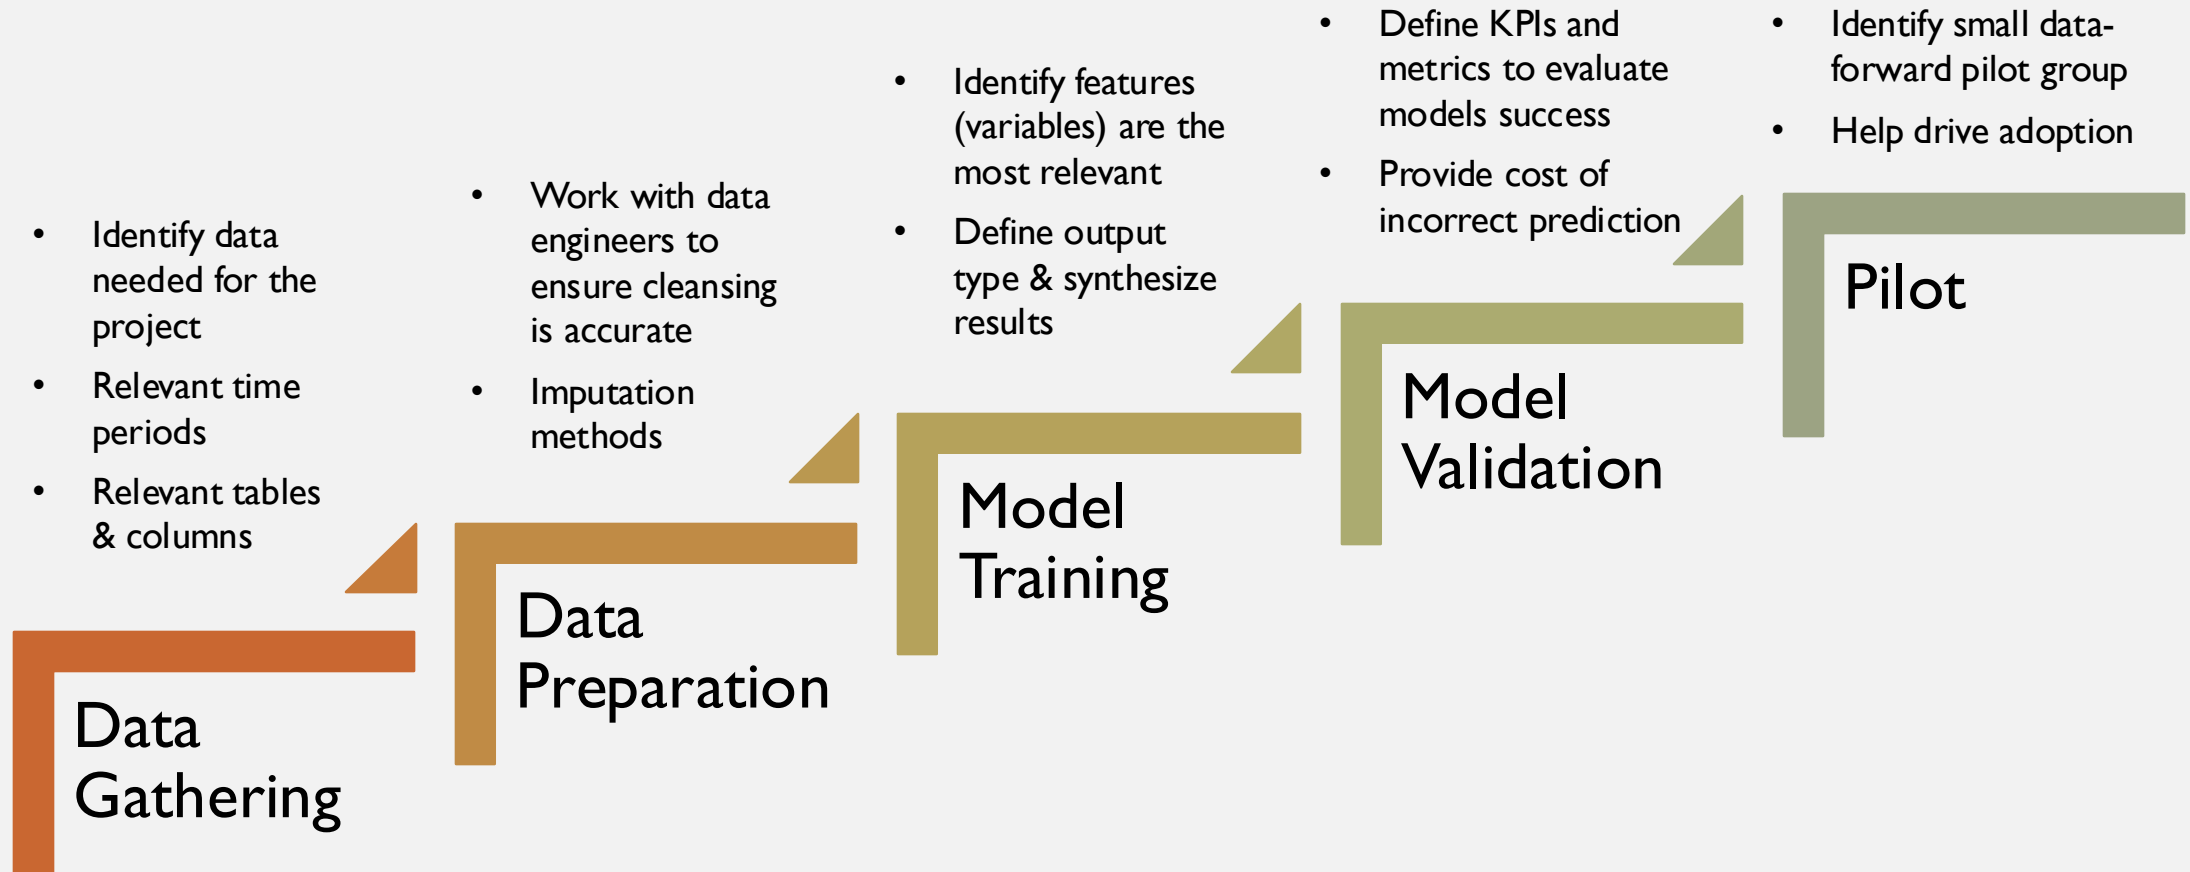 • Identify data
needed for the
project
• Relevant time
periods
• Relevant tables
& columns
Data
Gathering
• Work with data
engineers to
ensure cleansing
is accurate
• Imputation
methods
Data
Preparation
• Identify features
(variables) are the
most relevant
• Define output
type & synthesize
results
Model
Training
• Define KPIs and
metrics to evaluate
models success
• Provide cost of
incorrect prediction
Model
Validation
• Identify small data-
forward pilot group
• Help drive adoption
Pilot